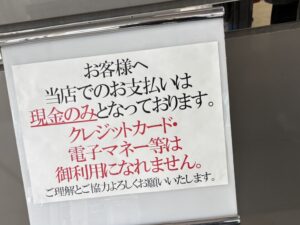 お客様へ
当店でのお支払いは
現金のみとなっております。
クレジットカード・
電子マネー等は
御利用になれません。
ご理解とご協力よろしくお願いいたします。